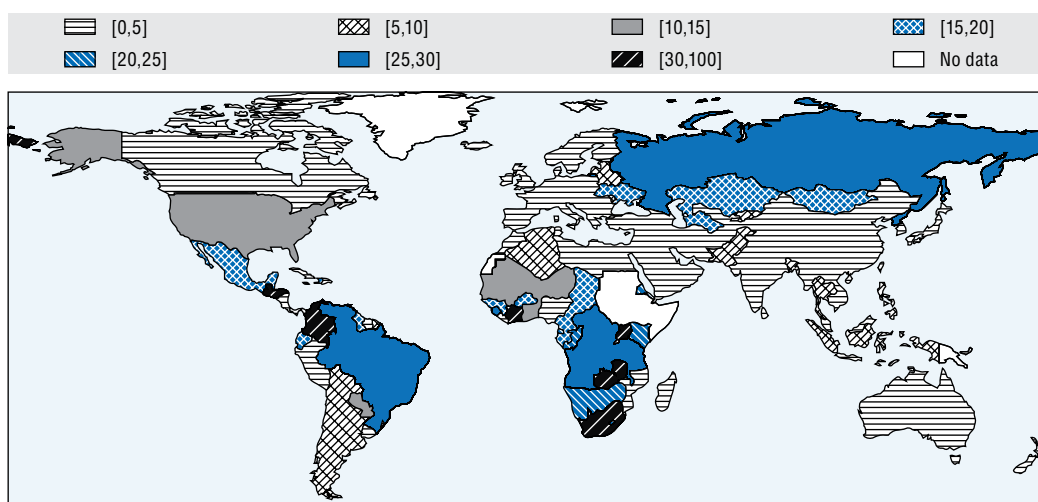 [0,5] [5,10] [10,15] [15,20]
[20,25] [25,30] [30,100] No data